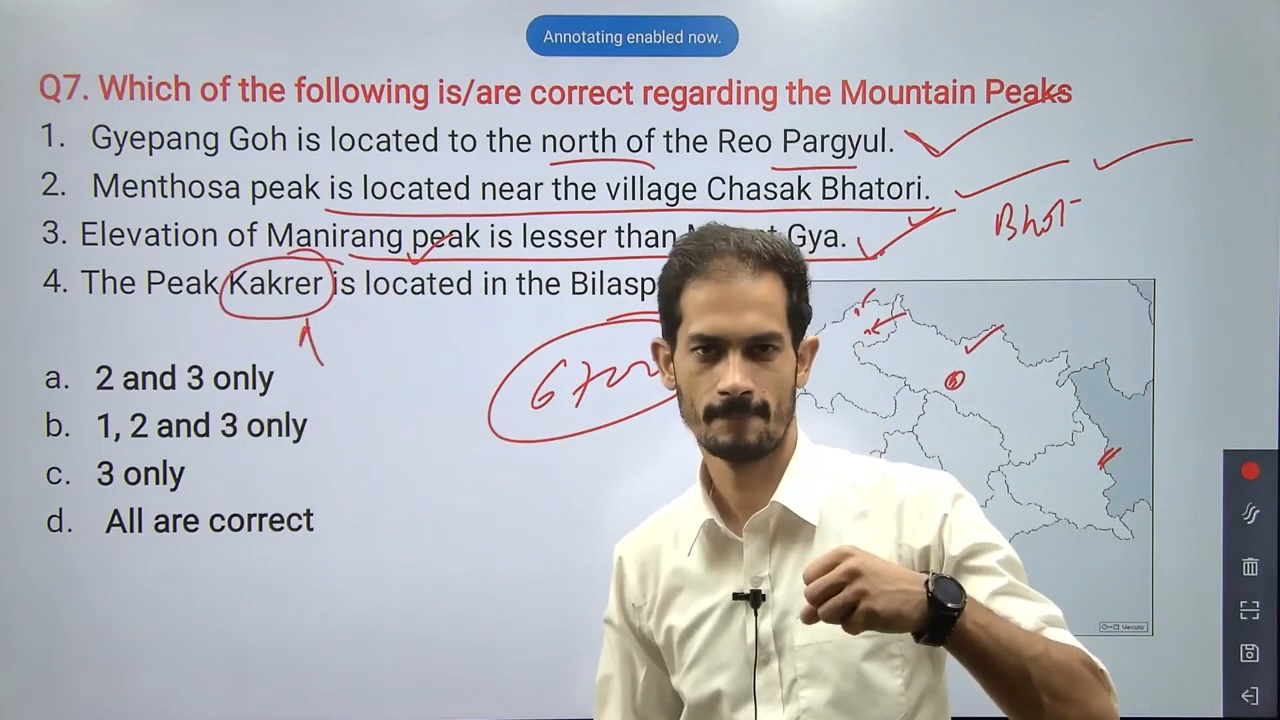 Annotating enabled now.
Q7. Which of the following is/are correct regarding the Mountain Peaks
1. Gyepang Goh is located to the north of the Reo Pargyul.
2. Menthosa peak is located near the village Chasak Bhatori.
Bhot
3. Elevation of Manirang peak is lesser than Gya.
4. The Peak Kakrer is located in the
a. 2 and 3 only
b. 1, 2 and 3 only
c. 3 only
d. All are correct